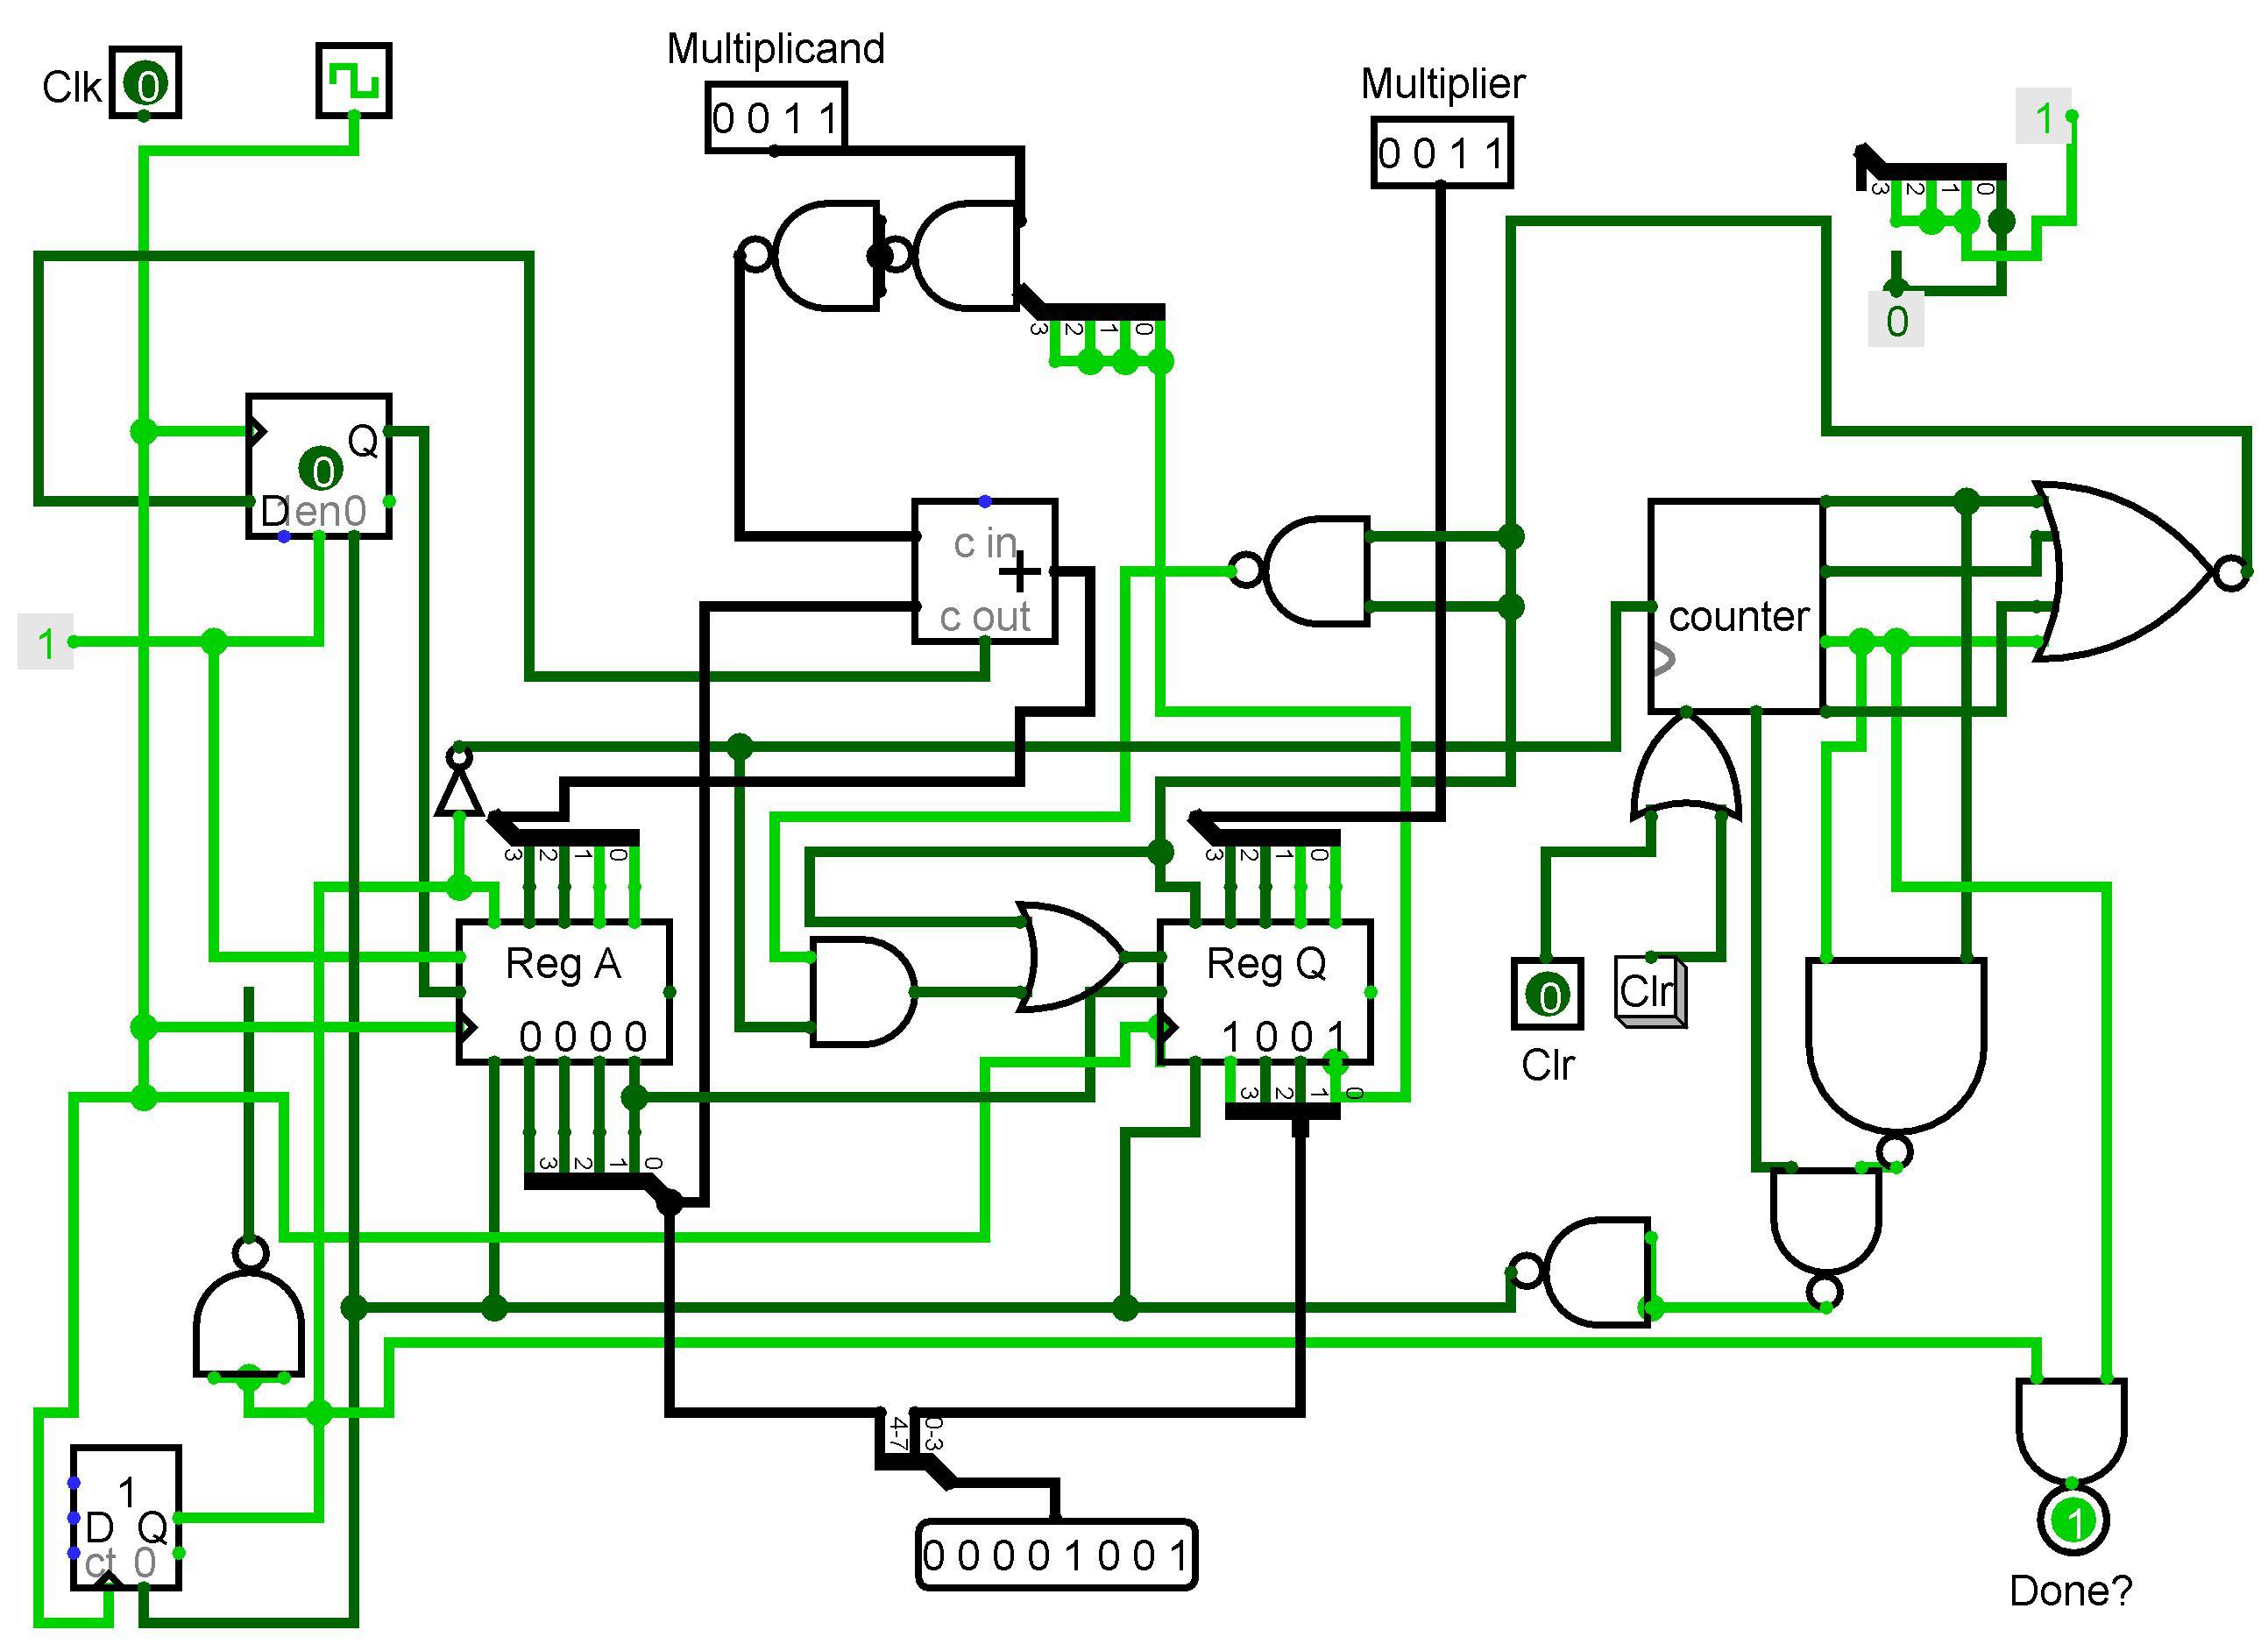 Multiplicand
Clk 0
0 0 1 1
Multiplier
0 0 1 1
1
3 2 1 0
0
3 2 1 0
Q
0
D 1en0
c in
+
c out
1
counter
3 2 1 0
3 2 1 0
Reg A
0 0 0 0
Reg Q
1 0 0 1
0
Clr
Clr
3 2 1 0
3 2 1 0
4-7 0-3
1
D Q
ct 0
0 0 0 0 1 0 0 1
1
Done?